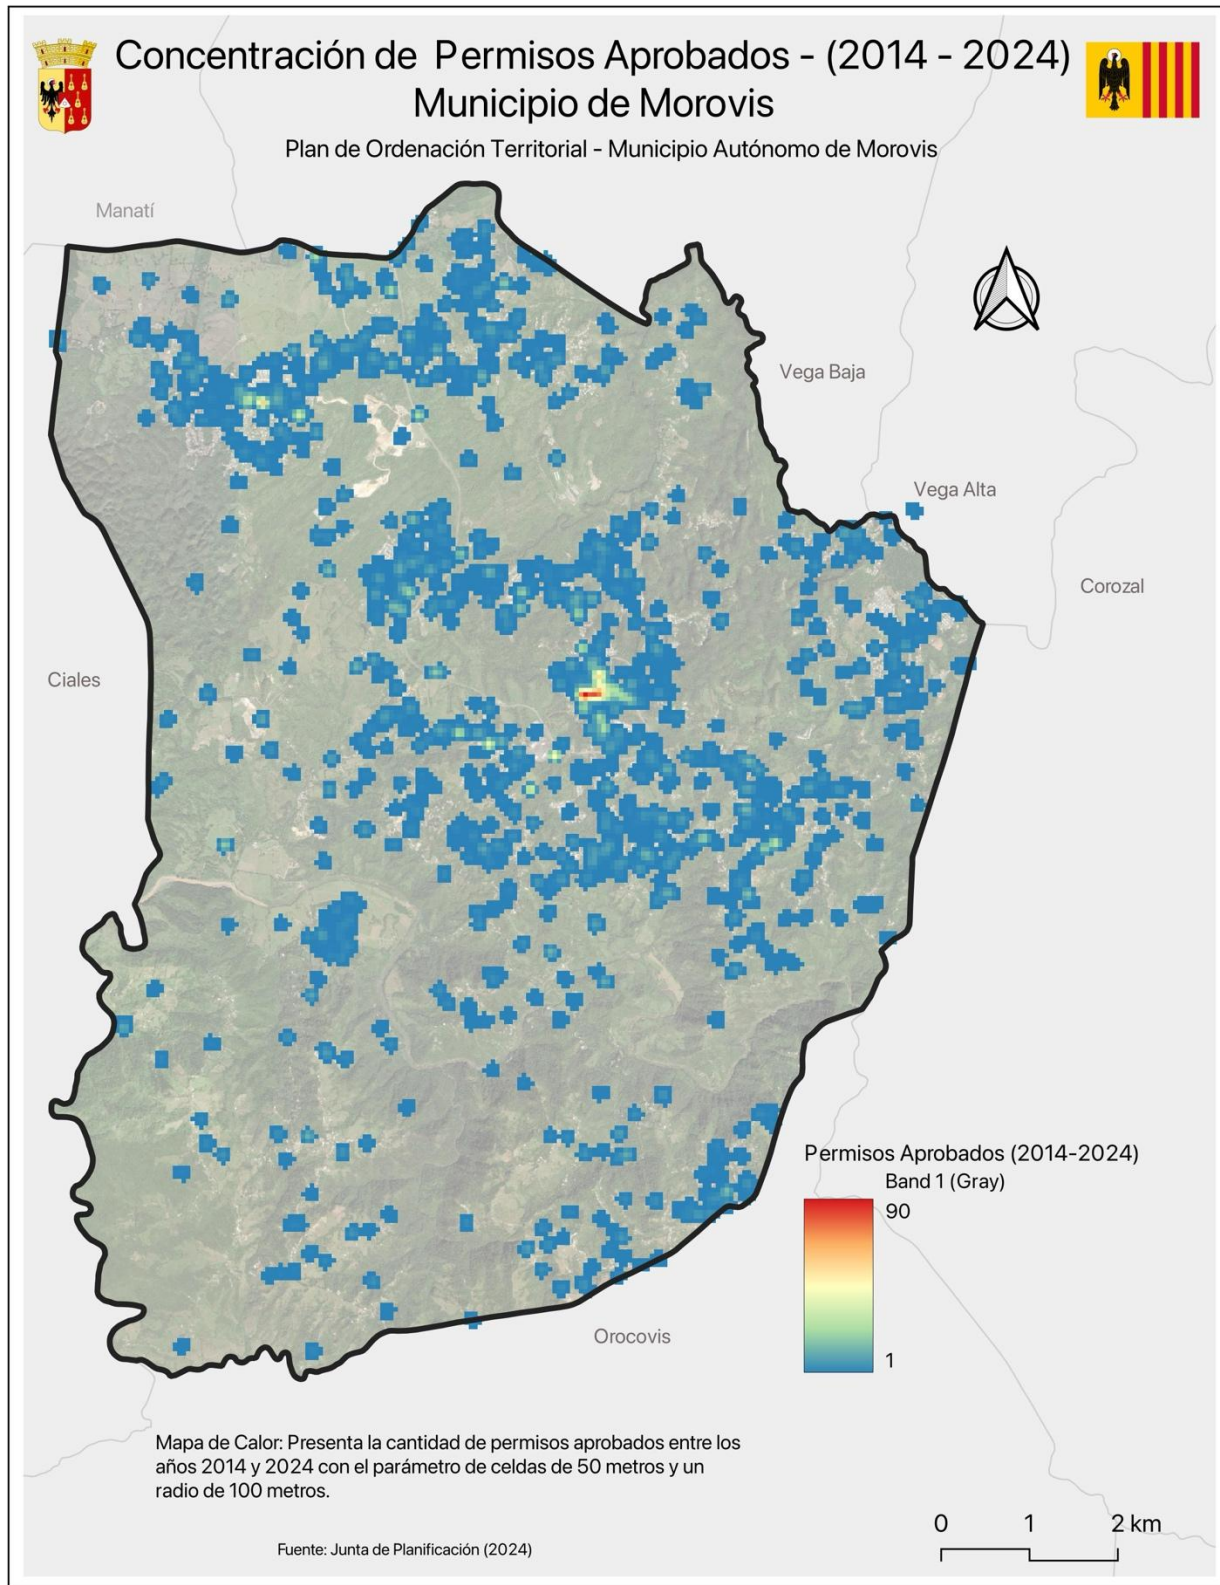 Concentración de Permisos Aprobados - (2014 - 2024)
Municipio de Morovis
Plan de Ordenación Territorial - Municipio Autónomo de Morovis
Manatí
Vega Baja
Vega Alta
Corozal
Ciales
Permisos Aprobados (2014-2024)
Band 1 (Gray)
90
1
Orocovis
Mapa de Calor: Presenta la cantidad de permisos aprobados entre los
años 2014 y 2024 con el parámetro de celdas de 50 metros y un
radio de 100 metros.
0 1 2 km
Fuente: Junta de Planificación (2024)